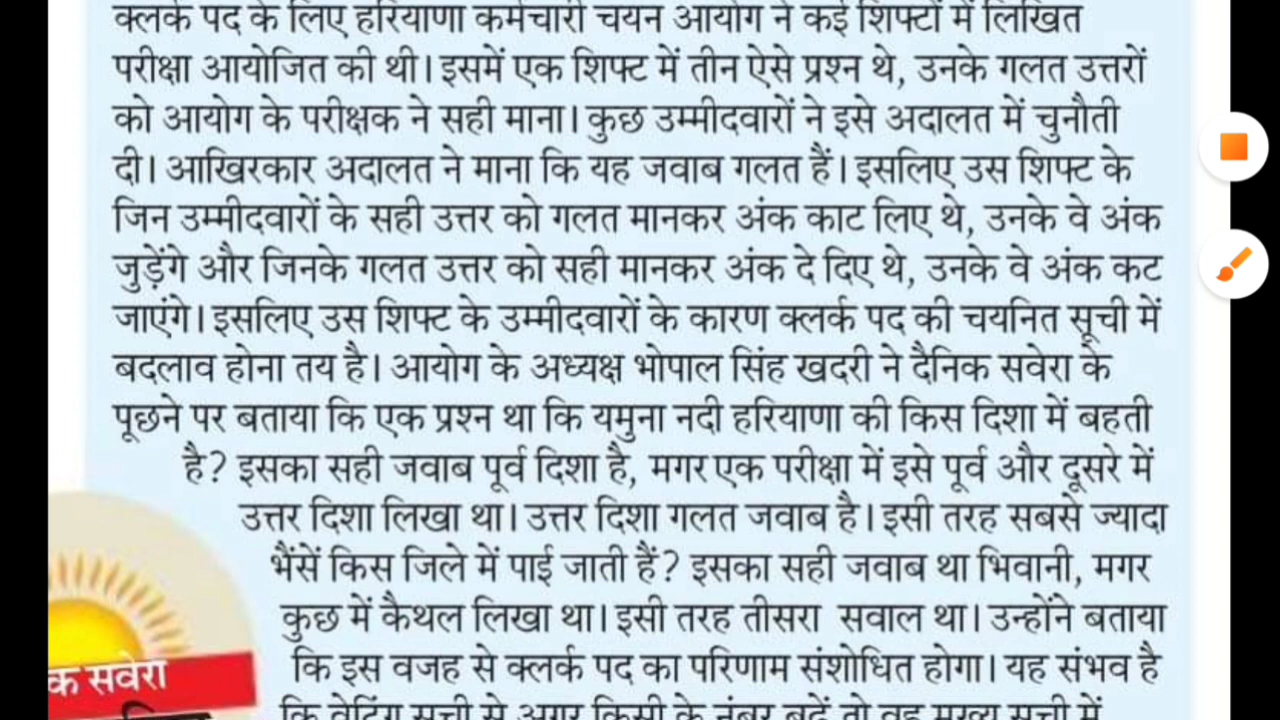 क्लर्क पद के लिए हरियाणा कर्मचारी चयन आयोग ने कई शिफ्टों में लिखित
परीक्षा आयोजित की थी। इसमें एक शिफ्ट में तीन ऐसे प्रश्न थे, उनके गलत उत्तरों
को आयोग के परीक्षक ने सही माना। कुछ उम्मीदवारों ने इसे अदालत में चुनौती
दी। आखिरकार अदालत ने माना कि यह जवाब गलत हैं। इसलिए उस शिफ्ट के
जिन उम्मीदवारों के सही उत्तर को गलत मानकर अंक काट लिए थे, उनके वे अंक
जुड़ेंगे और जिनके गलत उत्तर को सही मानकर अंक दे दिए थे, उनके वे अंक कट
जाएंगे। इसलिए उस शिफ्ट के उम्मीदवारों के कारण क्लर्क पद की चयनित सूची में
बदलाव होना तय है। आयोग के अध्यक्ष भोपाल सिंह खदरी ने दैनिक सवेरा के
पूछने पर बताया कि एक प्रश्न था कि यमुना नदी हरियाणा की किस दिशा में बहती
है? इसका सही जवाब पूर्व दिशा है, मगर एक परीक्षा में इसे पूर्व और दूसरे में
उत्तर दिशा लिखा था। उत्तर दिशा गलत जवाब है। इसी तरह सबसे ज्यादा
भैंसें किस जिले में पाई जाती हैं? इसका सही जवाब था भिवानी, मगर
कुछ में कैथल लिखा था। इसी तरह तीसरा सवाल था। उन्होंने बताया
कि इस वजह से क्लर्क पद का परिणाम संशोधित होगा। यह संभव है
कि वेटिंग सूची से अगर किसी के नंबर बढ़ें तो वह मुख्य सूची में
क सवेरा